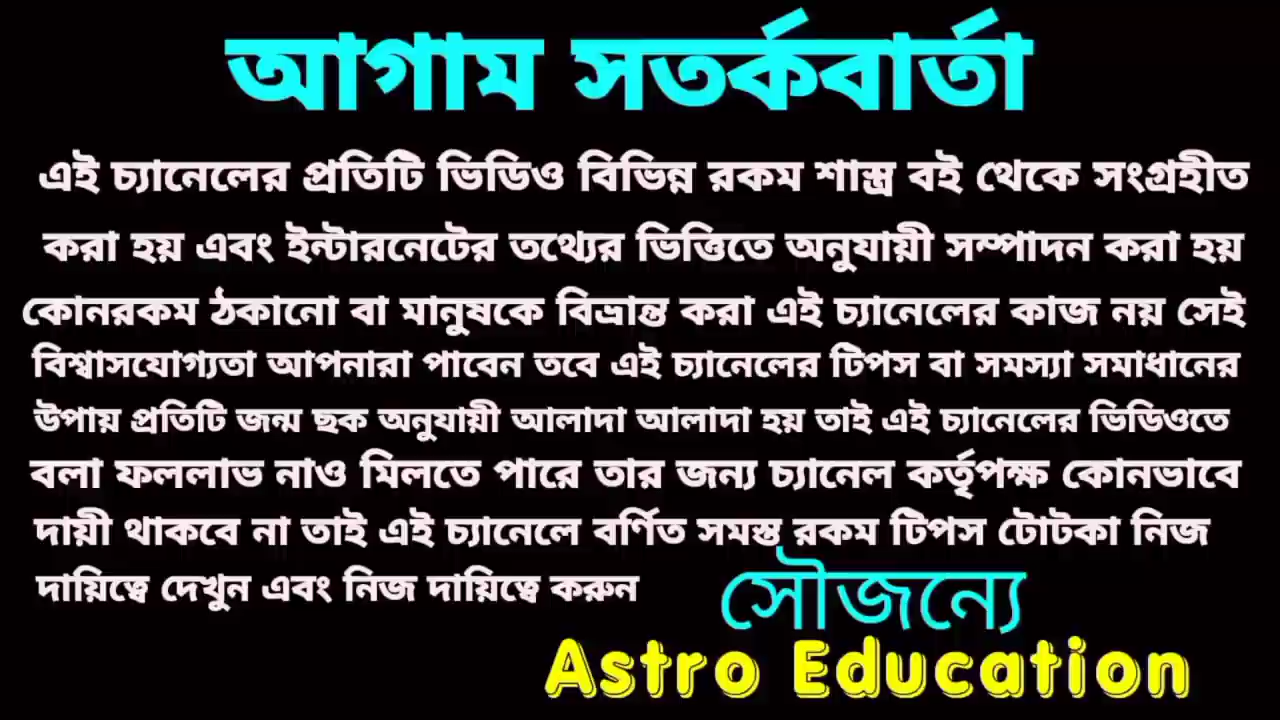 আগাম সতর্কবার্তা
এই চ্যানেলের প্রতিটি ভিডিও বিভিন্ন রকম শাস্ত্র বই থেকে সংগ্রহীত
করা হয় এবং ইন্টারনেটের তথ্যের ভিত্তিতে অনুযায়ী সম্পাদন করা হয়
কোনরকম ঠকানো বা মানুষকে বিভ্রান্ত করা এই চ্যানেলের কাজ নয় সেই
বিশ্বাসযোগ্যতা আপনারা পাবেন তবে এই চ্যানেলের টিপস বা সমস্যা সমাধানের
উপায় প্রতিটি জন্ম ছক অনুযায়ী আলাদা আলাদা হয় তাই এই চ্যানেলের ভিডিওতে
বলা ফললাভ নাও মিলতে পারে তার জন্য চ্যানেল কর্তৃপক্ষ কোনভাবে
দায়ী থাকবে না তাই এই চ্যানেলে বর্ণিত সমস্ত রকম টিপস টোটকা নিজ
দায়িত্বে দেখুন এবং নিজ দায়িত্বে করুন
সৌজন্যে
Astro Education